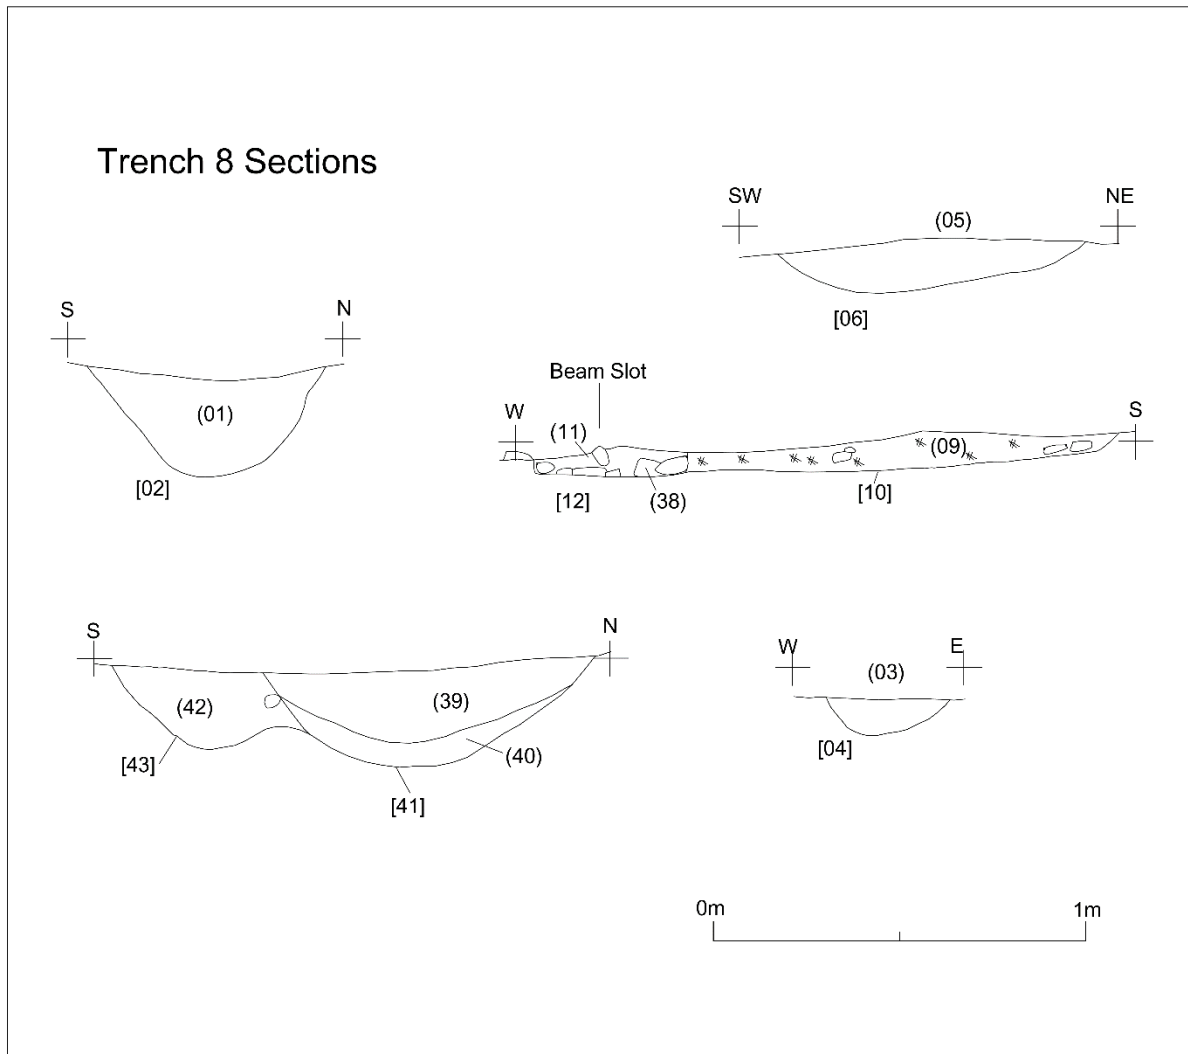 Trench 8 Sections
SW
NE
(05)
[06]
S
N
(01)
[02]
Beam Slot
W
S
(11)
(09)
[12]
(38)
[10]
S
N
(42)
(39)
(40)
[43]
[41]
W
E
(03)
[04]
0m
1m